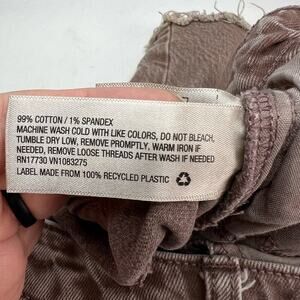 99% COTTON / 1% SPANDEX
MACHINE WASH COLD WITH LIKE COLORS, DO NOT BLEACH,
TUMBLE DRY LOW, REMOVE PROMPTLY, WARM IRON IF
NEEDED, REMOVE LOOSE THREADS AFTER WASH IF NEEDED
RN17730 VN1083275
LABEL MADE FROM 100% RECYCLED PLASTIC